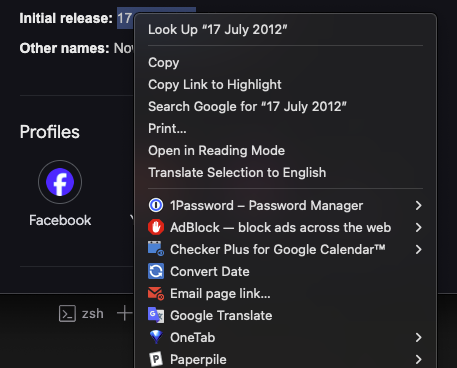 Initial release: 17
Look Up “17 July 2012”
Other names: Nov
Copy
Copy Link to Highlight
Search Google for “17 July 2012”
Print...
Open in Reading Mode
Translate Selection to English
Profiles
Facebook
1Password – Password Manager
AdBlock — block ads across the web
Checker Plus for Google Calendar™
Convert Date
Email page link...
Google Translate
OneTab
Paperpile
zsh